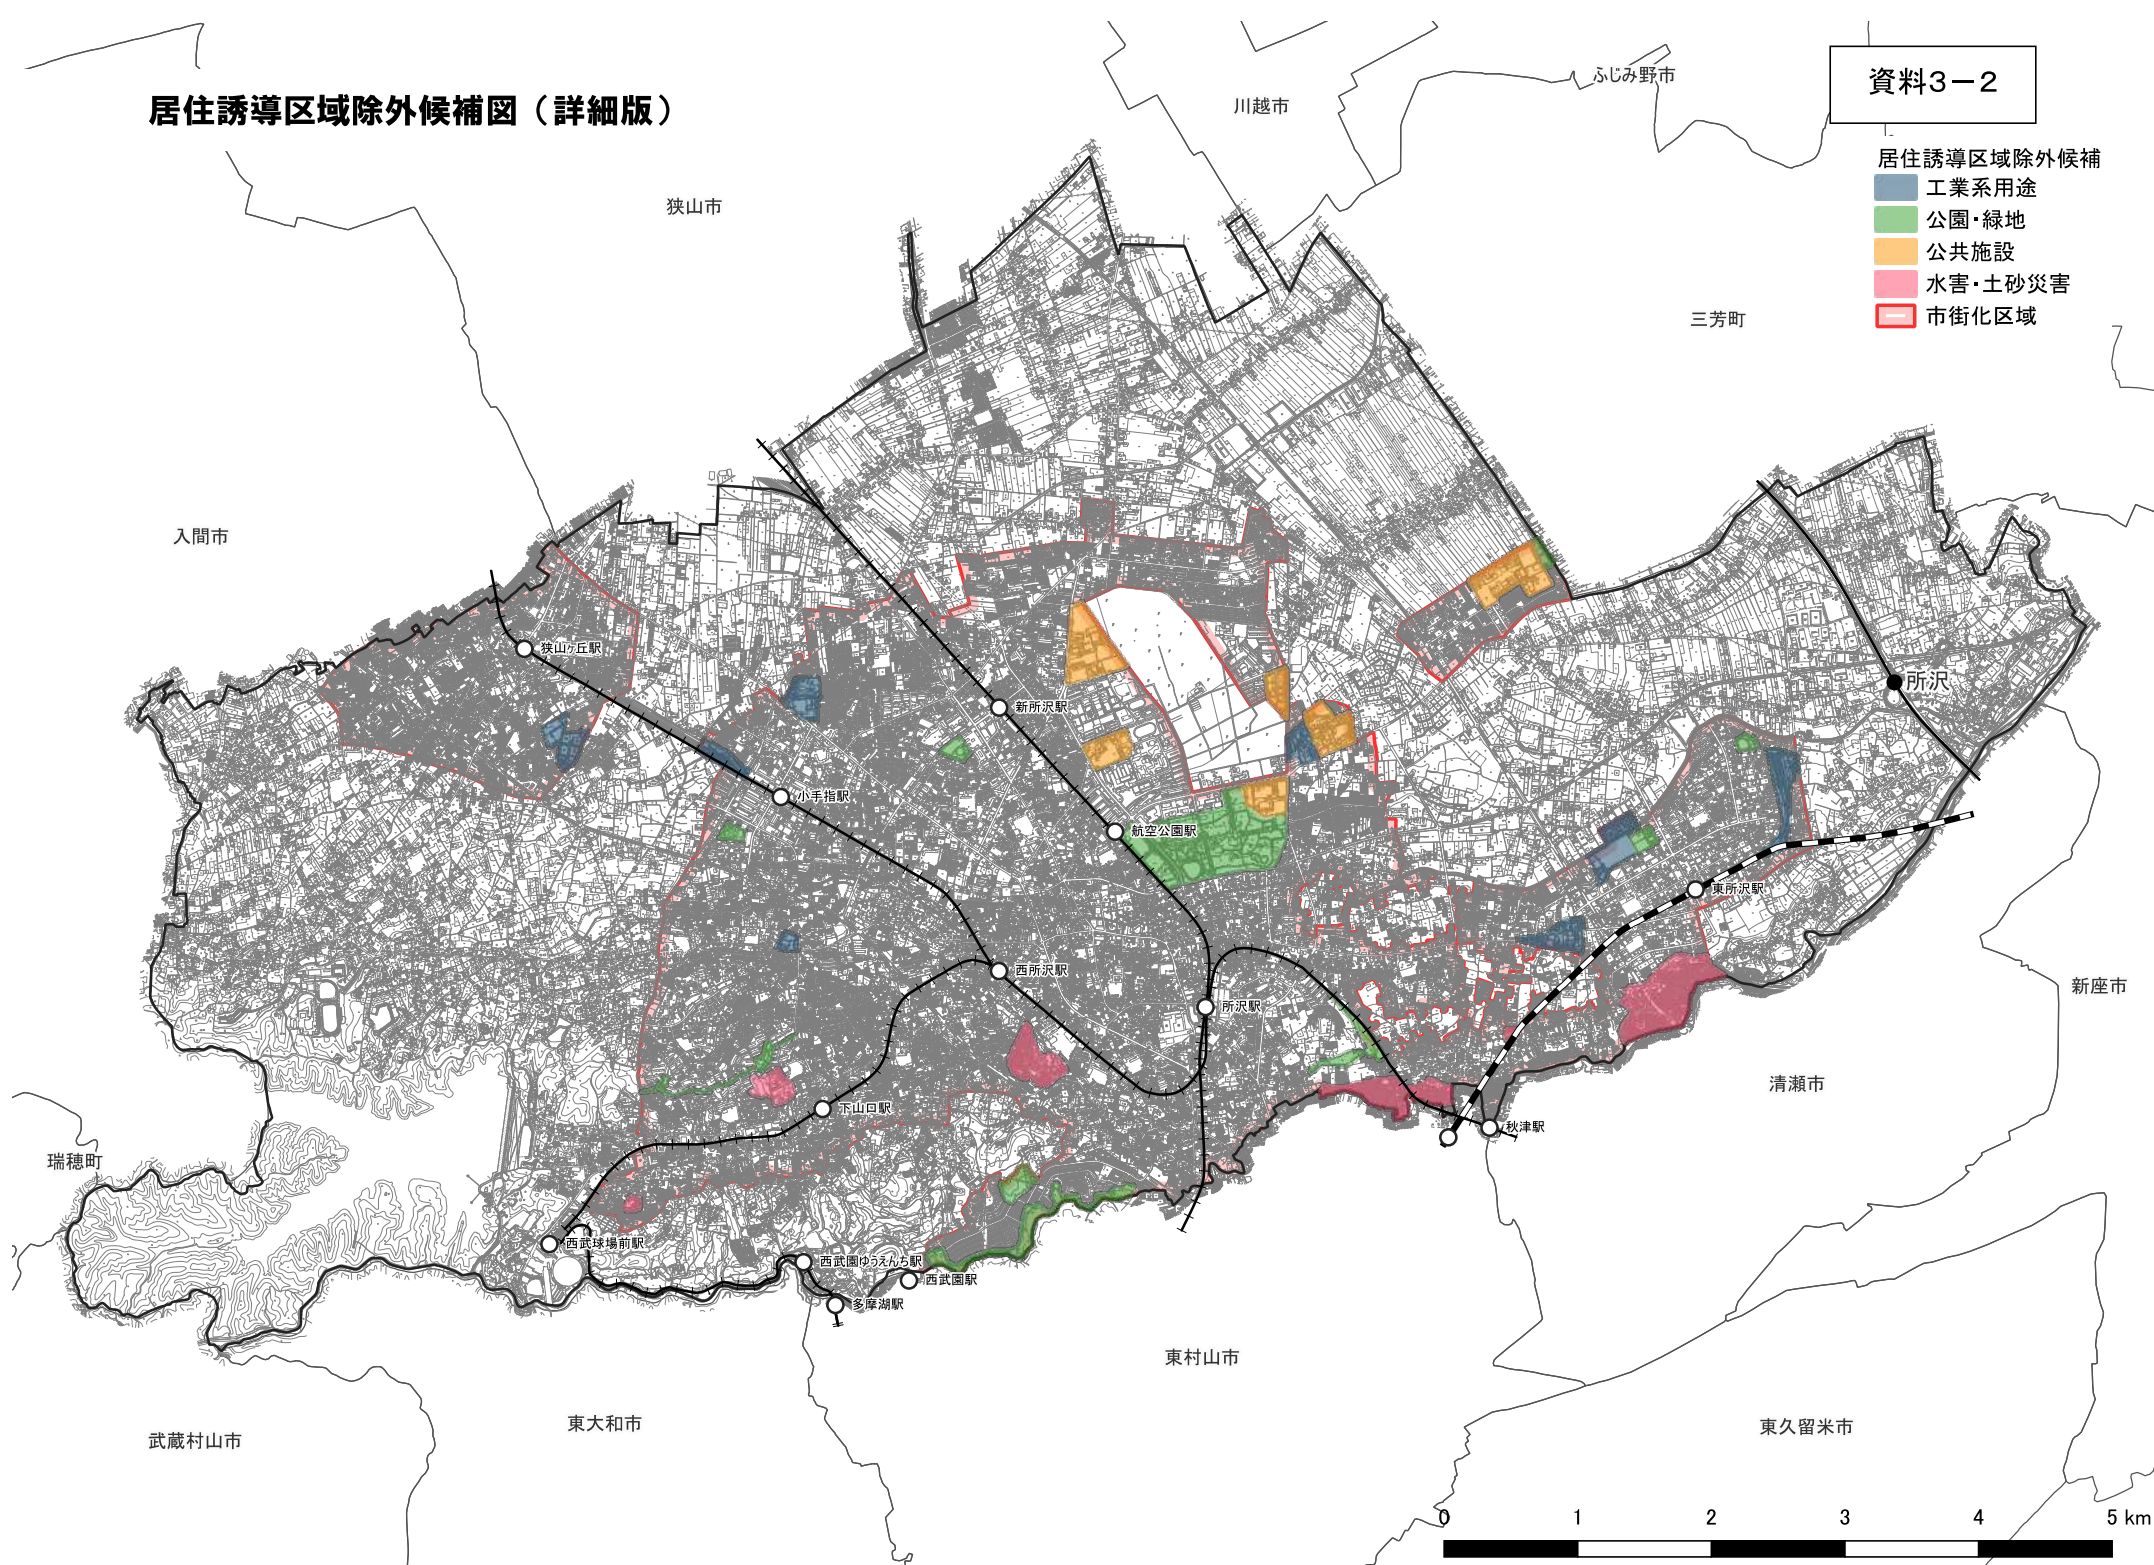 資料3-2
居住誘導区域除外候補図（詳細版）
居住誘導区域除外候補
工業系用途
公園・緑地
公共施設
水害・土砂災害
市街化区域
ふじみ野市
川越市
狭山市
三芳町
入間市
狭山ヶ丘駅
所沢
新所沢駅
小手指駅
航空公園駅
東所沢駅
西所沢駅
新座市
所沢駅
清瀬市
下山口駅
秋津駅
瑞穂町
西武球場前駅
西武園ゆうえんち駅
西武園駅
多摩湖駅
東村山市
東大和市
東久留米市
武蔵村山市
0 1 2 3 4 5 km